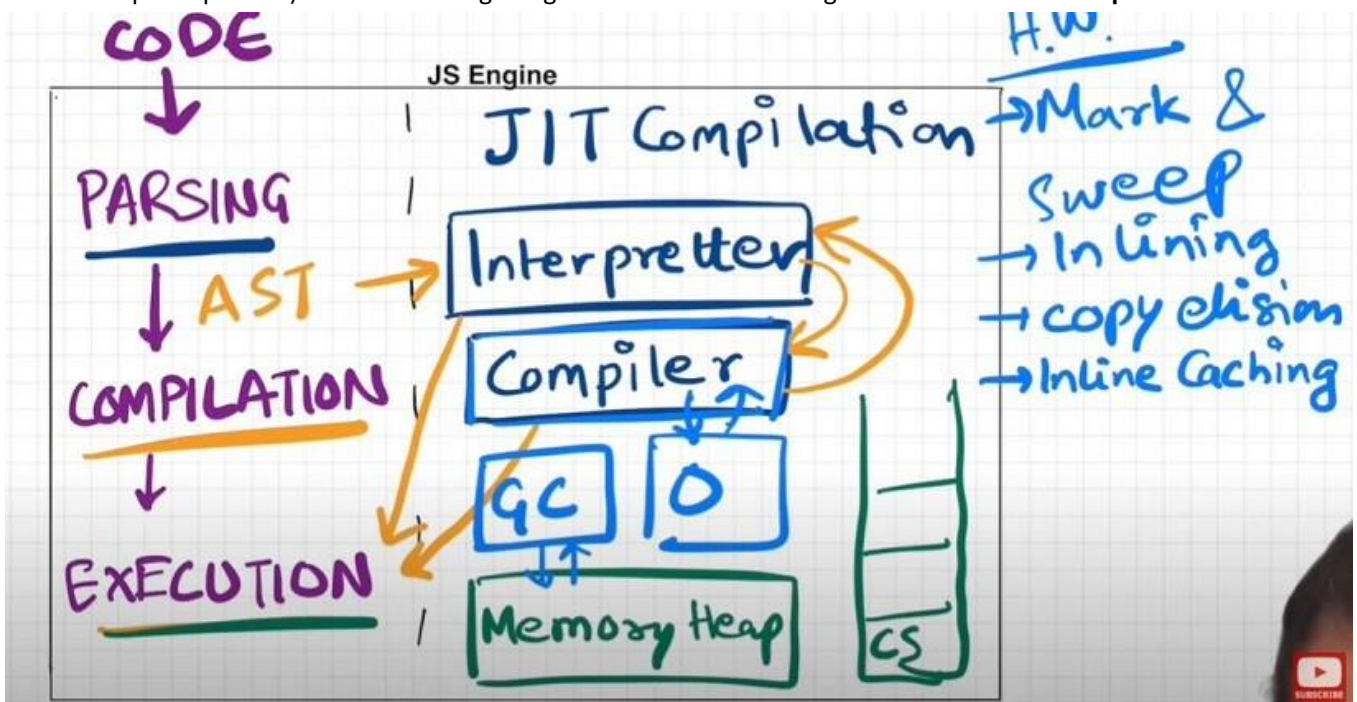 CODE
JS Engine
PARSING
AST
COMPILATION
EXECUTION
JIT Compilation
Interpretter
Compiler
GC
O
Memory Heap
CS
H.W.
→Mark &
Sweep
→Inlining
→copy elision
→Inline Caching
SUBSCRIBE